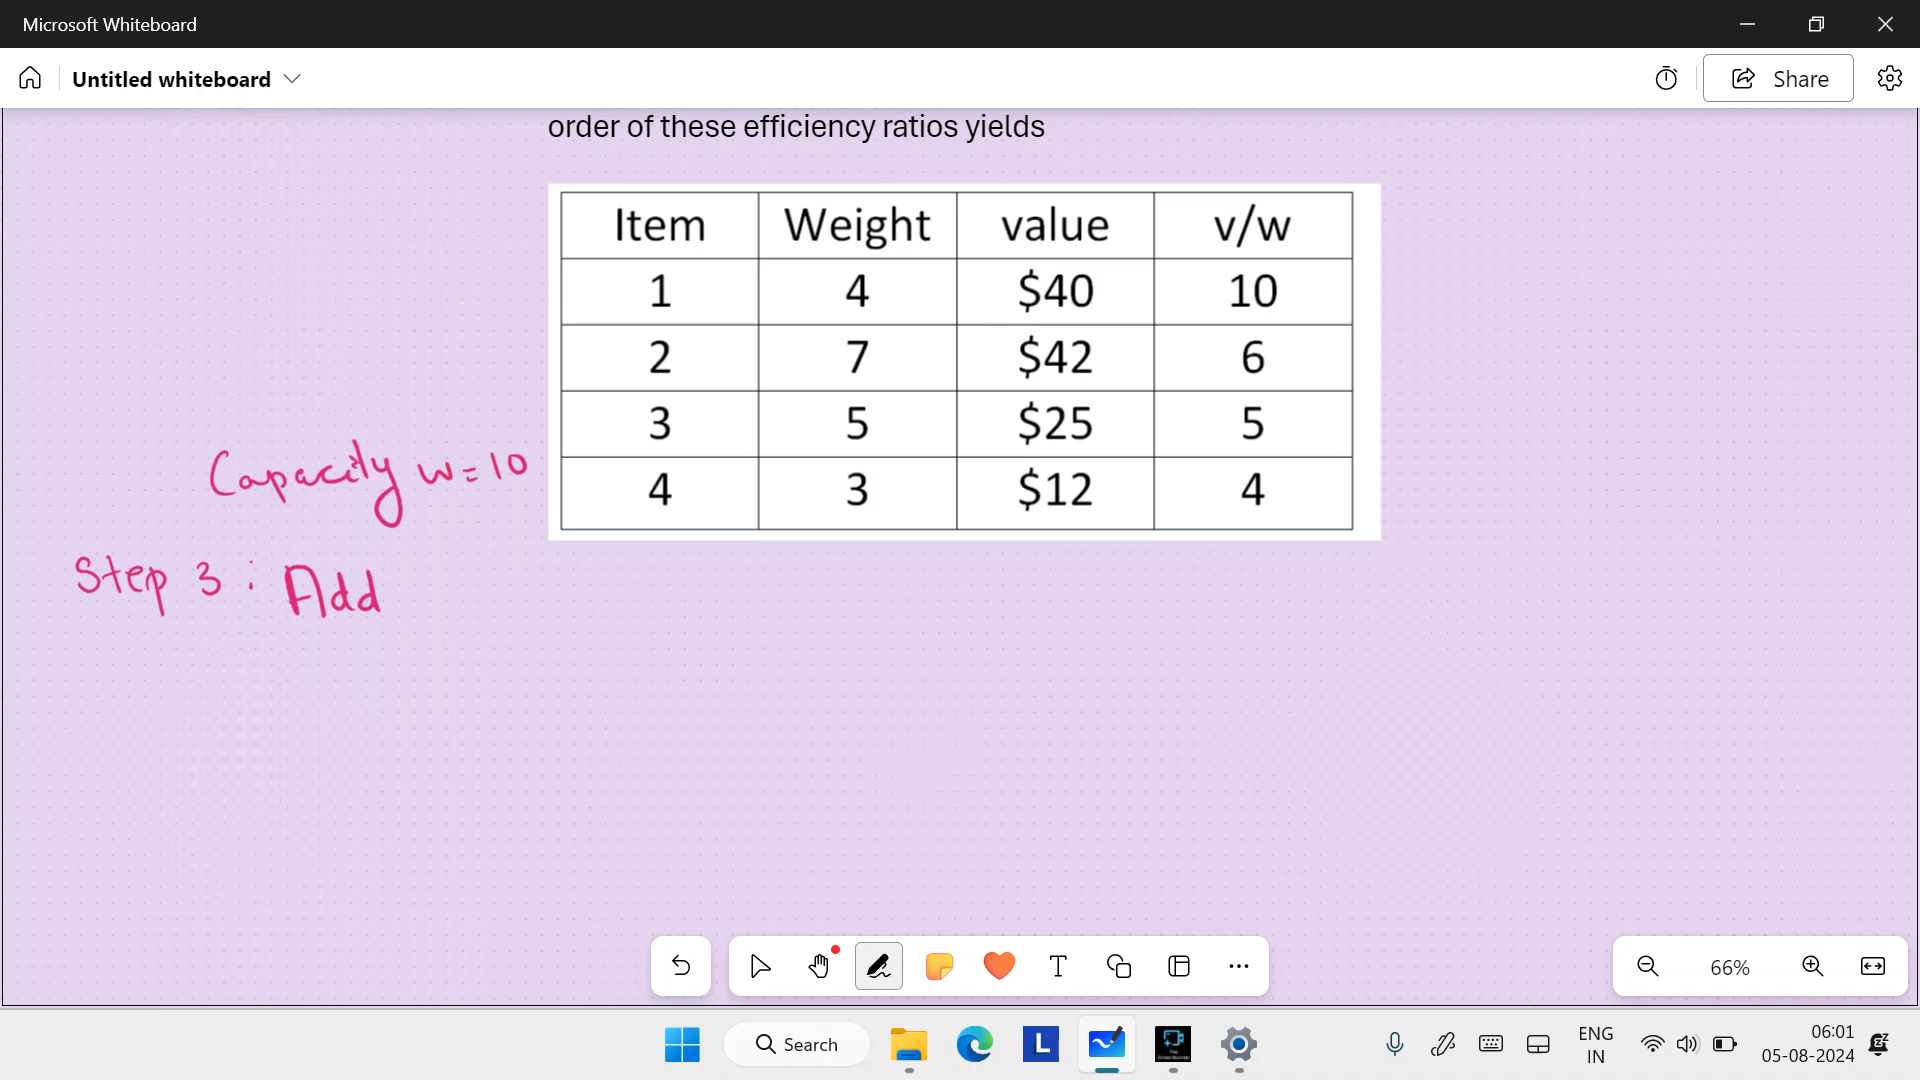 Microsoft Whiteboard
Untitled whiteboard
Share
order of these efficiency ratios yields
Item Weight value v/w
1 4 $40 10
2 7 $42 6
3 5 $25 5
4 3 $12 4
Capacity w=10
Step 3 : Add
66%
Search
L
ENG
IN
06:01
05-08-2024